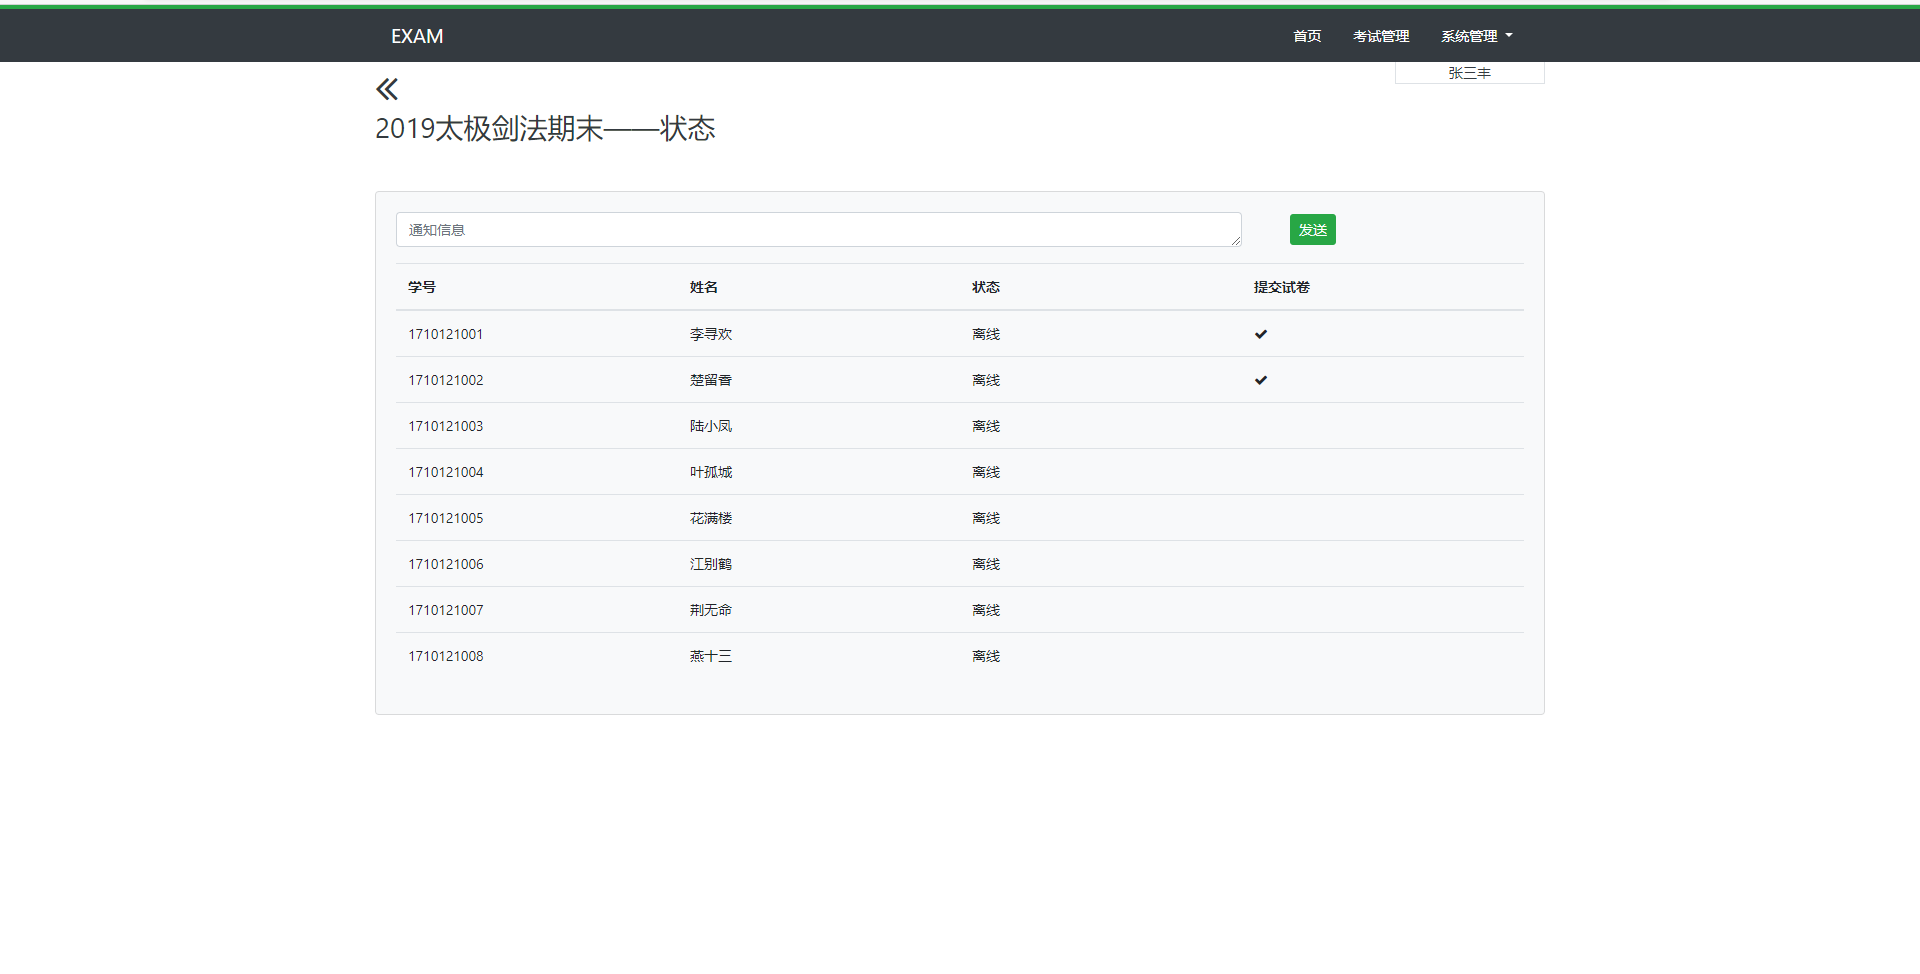 EXAM 首页 考试管理 系统管理
张三丰
2019太极剑法期末——状态
通知信息 发送
学号 姓名 状态 提交试卷
1710121001 李寻欢 离线 ✔
1710121002 楚留香 离线 ✔
1710121003 陆小凤 离线
1710121004 叶孤城 离线
1710121005 花满楼 离线
1710121006 江别鹤 离线
1710121007 荆无命 离线
1710121008 燕十三 离线